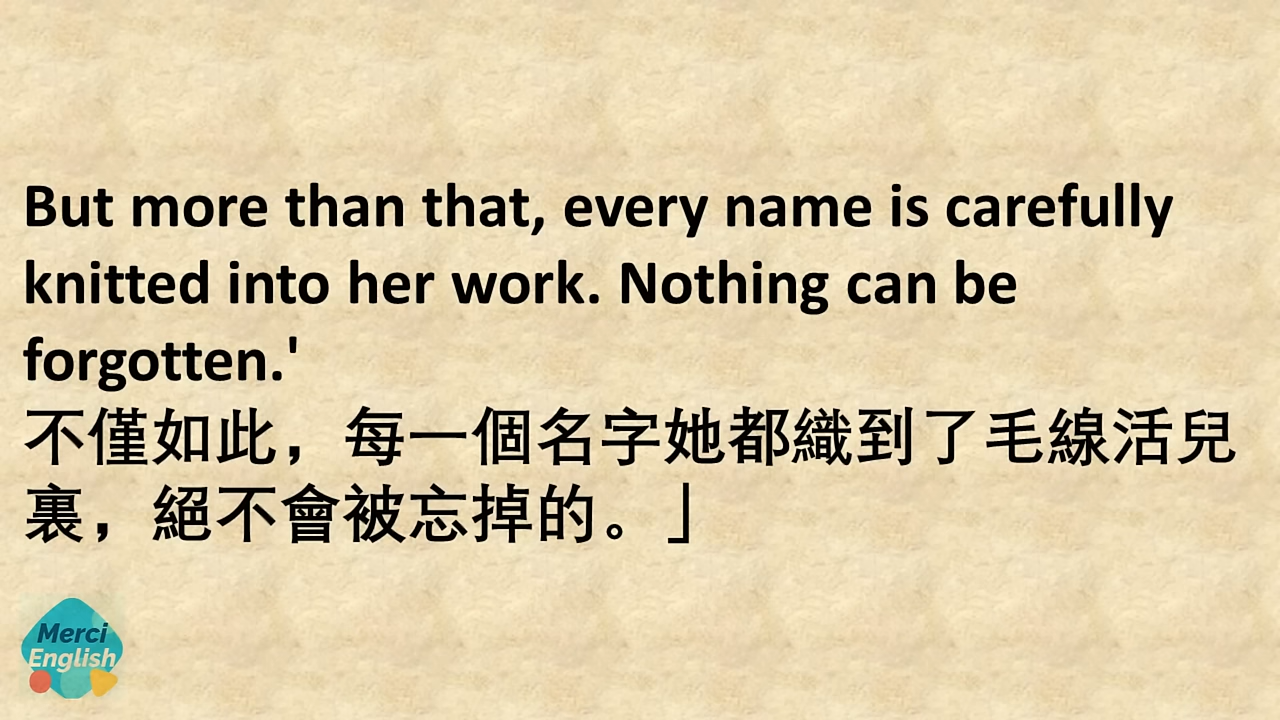 But more than that, every name is carefully
knitted into her work. Nothing can be
forgotten.'
不僅如此，每一個名字她都織到了毛線活兒
裏，絕不會被忘掉的。」
Merci
English